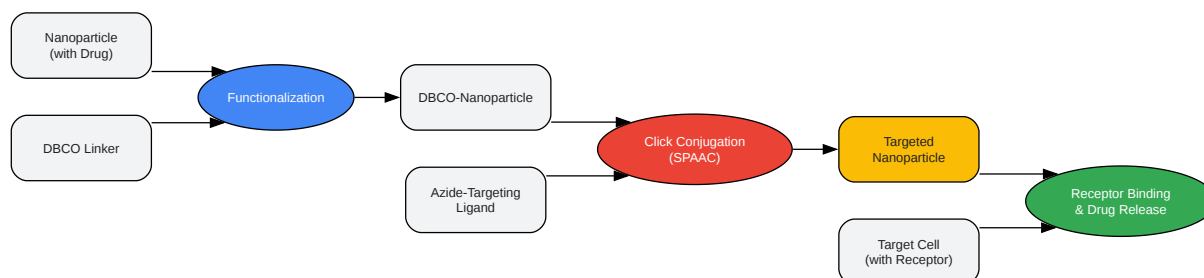 Nanoparticle
(with Drug)
DBCO Linker
Functionalization
DBCO-Nanoparticle
Azide-Targeting
Ligand
Click Conjugation
(SPAAC)
Targeted
Nanoparticle
Target Cell
(with Receptor)
Receptor Binding
& Drug Release